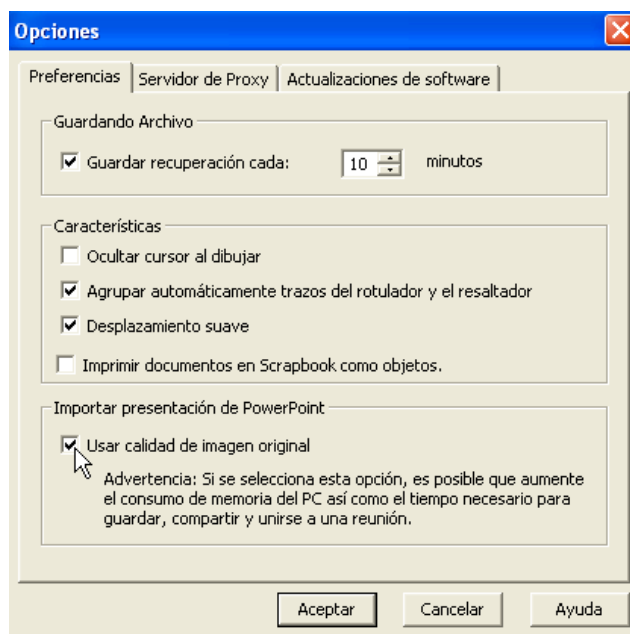 Opciones
Preferencias
Servidor de Proxy
Actualizaciones de software
Guardando Archivo
Guardar recuperación cada: 10 minutos
Características
Ocultar cursor al dibujar
Agrupar automáticamente trazos del rotulador y el resaltador
Desplazamiento suave
Imprimir documentos en Scrapbook como objetos.
Importar presentación de PowerPoint
Usar calidad de imagen original
Advertencia: Si se selecciona esta opción, es posible que aumente
el consumo de memoria del PC así como el tiempo necesario para
guardar, compartir y unirse a una reunión.
Aceptar
Cancelar
Ayuda